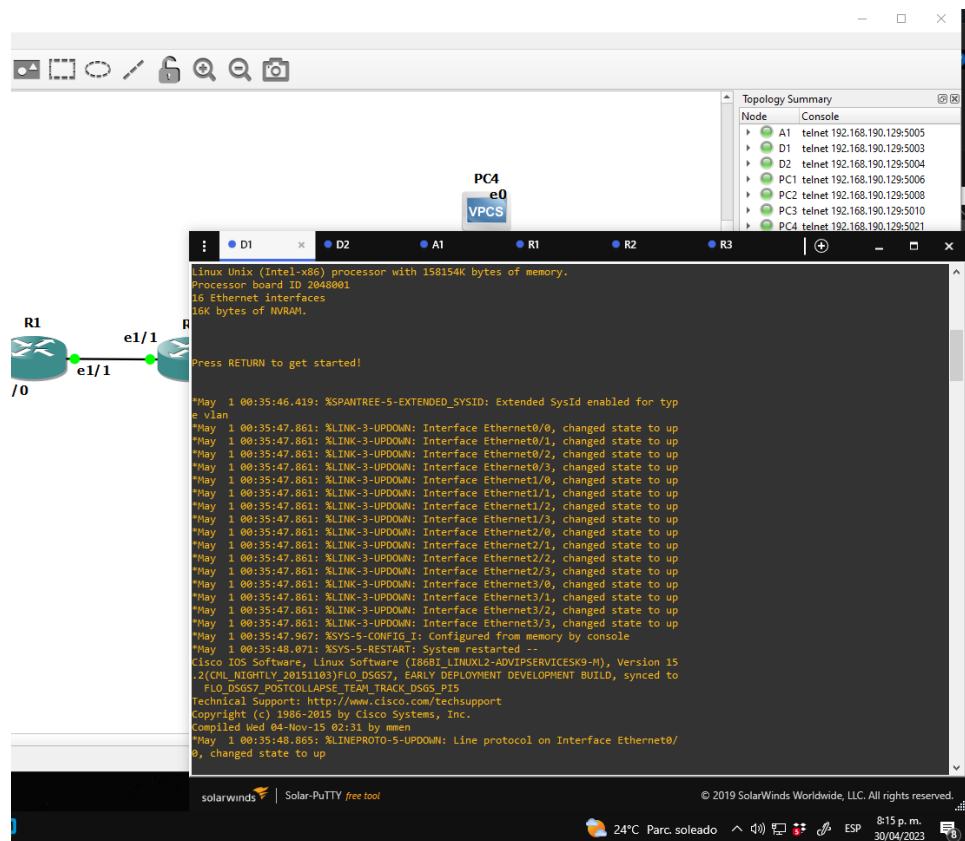 Topology Summary
Node Console
A1 telnet 192.168.190.129:5005
D1 telnet 192.168.190.129:5003
D2 telnet 192.168.190.129:5004
PC1 telnet 192.168.190.129:5006
PC2 telnet 192.168.190.129:5008
PC3 telnet 192.168.190.129:5010
PC4 telnet 192.168.190.129:5021
PC4
e0
VPCS
R1
e1/1
R
e1/1
/0
D1 D2 A1 R1 R2 R3
Linux Unix (Intel-x86) processor with 158154K bytes of memory.
Processor board ID 2048001
16 Ethernet interfaces
16K bytes of NVRAM.
Press RETURN to get started!
*May  1 00:35:46.419: %SPANTREE-5-EXTENDED_SYSID: Extended SysId enabled for typ
e vlan
*May  1 00:35:47.861: %LINK-3-UPDOWN: Interface Ethernet0/0, changed state to up
*May  1 00:35:47.861: %LINK-3-UPDOWN: Interface Ethernet0/1, changed state to up
*May  1 00:35:47.861: %LINK-3-UPDOWN: Interface Ethernet0/2, changed state to up
*May  1 00:35:47.861: %LINK-3-UPDOWN: Interface Ethernet0/3, changed state to up
*May  1 00:35:47.861: %LINK-3-UPDOWN: Interface Ethernet1/0, changed state to up
*May  1 00:35:47.861: %LINK-3-UPDOWN: Interface Ethernet1/1, changed state to up
*May  1 00:35:47.861: %LINK-3-UPDOWN: Interface Ethernet1/2, changed state to up
*May  1 00:35:47.861: %LINK-3-UPDOWN: Interface Ethernet1/3, changed state to up
*May  1 00:35:47.861: %LINK-3-UPDOWN: Interface Ethernet2/0, changed state to up
*May  1 00:35:47.861: %LINK-3-UPDOWN: Interface Ethernet2/1, changed state to up
*May  1 00:35:47.861: %LINK-3-UPDOWN: Interface Ethernet2/2, changed state to up
*May  1 00:35:47.861: %LINK-3-UPDOWN: Interface Ethernet2/3, changed state to up
*May  1 00:35:47.861: %LINK-3-UPDOWN: Interface Ethernet3/0, changed state to up
*May  1 00:35:47.861: %LINK-3-UPDOWN: Interface Ethernet3/1, changed state to up
*May  1 00:35:47.861: %LINK-3-UPDOWN: Interface Ethernet3/2, changed state to up
*May  1 00:35:47.861: %LINK-3-UPDOWN: Interface Ethernet3/3, changed state to up
*May  1 00:35:47.967: %SYS-5-CONFIG_I: Configured from memory by console
*May  1 00:35:48.071: %SYS-5-RESTART: System restarted --
Cisco IOS Software, Linux Software (I86BI_LINUXL2-ADVIPSERVICESK9-M), Version 15
.2(CML_NIGHTLY_20151103)FLO_DSGS7, EARLY DEPLOYMENT DEVELOPMENT BUILD, synced to
FLO_DSGS7_POSTCOLLAPSE_TEAM_TRACK_DSGS_PI5
Technical Support: http://www.cisco.com/techsupport
Copyright (c) 1986-2015 by Cisco Systems, Inc.
Compiled Wed 04-Nov-15 02:31 by mmen
*May  1 00:35:48.865: %LINEPROTO-5-UPDOWN: Line protocol on Interface Ethernet0/
0, changed state to up
solarwinds Solar-PuTTY free tool © 2019 SolarWinds Worldwide, LLC. All rights reserved.
24°C Parc. soleado ESP 8:15 p. m.
30/04/2023
8